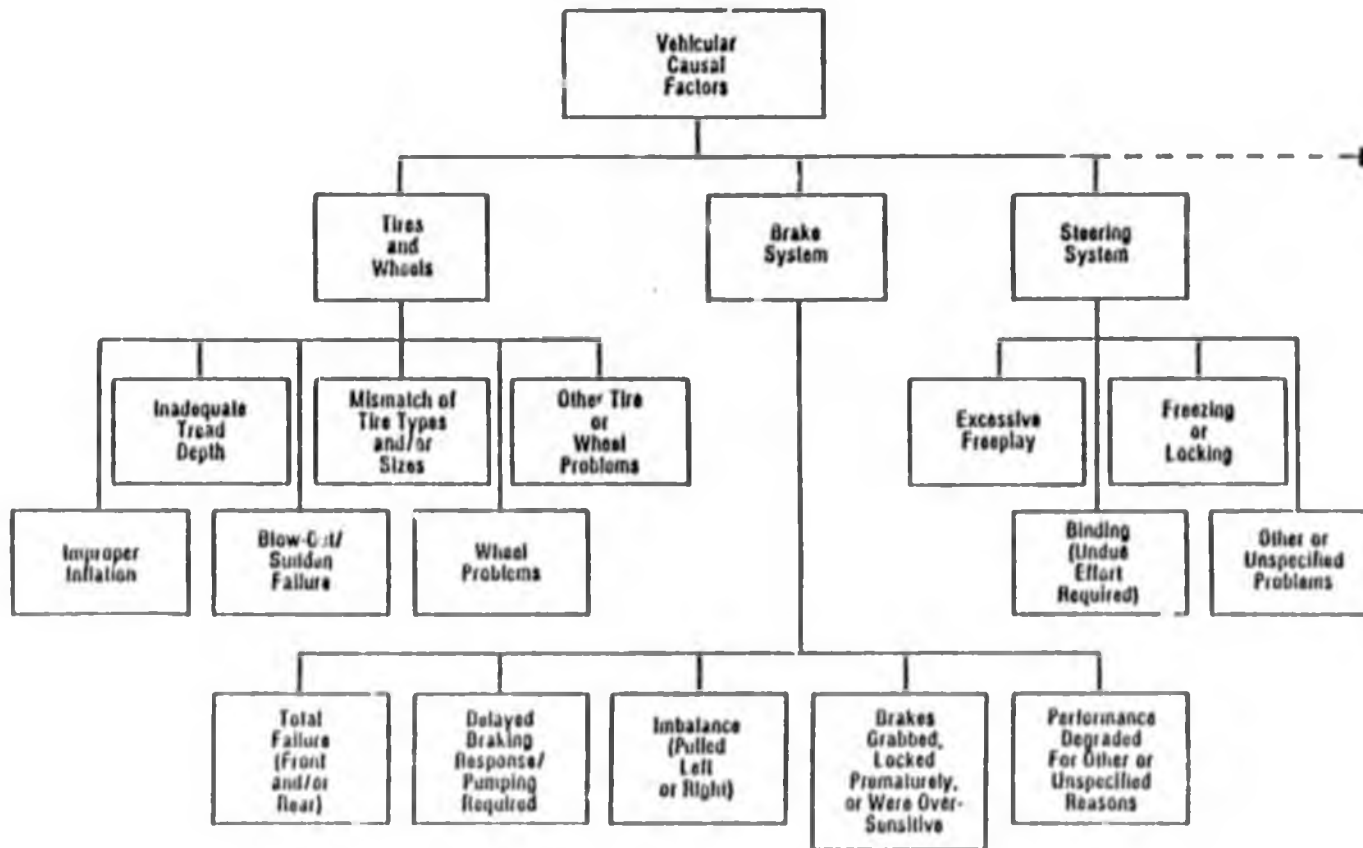 Vehicular
Causal
Factors
Tires
and
Wheels
Brake
System
Steering
System
Inadequate
Tread
Depth
Mismatch of
Tire Types
and/or
Sizes
Other Tire
or
Wheel
Problems
Excessive
Freeplay
Freezing
or
Locking
Improper
Inflation
Blow-Out/
Sudden
Failure
Wheel
Problems
Binding
(Undue
Effort
Required)
Other or
Unspecified
Problems
Total
Failure
(Front
and/or
Rear)
Delayed
Braking
Response/
Pumping
Required
Imbalance
(Pulled
Left
or Right)
Brakes
Grabbed,
Locked
Prematurely,
or Were Over-
Sensitive
Performance
Degraded
For Other or
Unspecified
Reasons